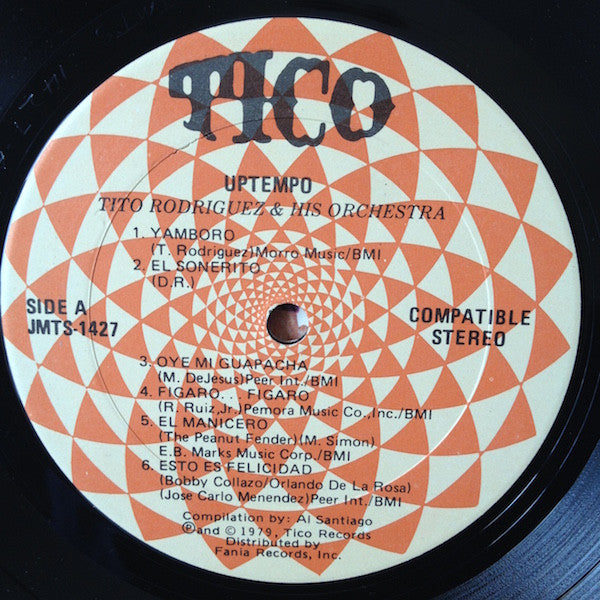 TICO
UPTEMPO
TITO RODRIGUEZ & HIS ORCHESTRA
1. YAMBORO
(T. Rodriguez)Morro Music/BMI
2. EL SONERITO
(D.R.)
SIDE A
JMTS-1427
COMPATIBLE
STEREO
3. OYE MI GUAPACHA
(M. DeJesus)Peer Int./BMI
4. FIGARO. . . FIGARO
(R. Ruiz,Jr.)Pemora Music Co.,Inc./BMI
5. EL MANICERO
(The Peanut Fender)(M. Simon)
E.B. Marks Music Corp./BMI
6. ESTO ES FELICIDAD
(Bobby Collazo/Orlando De La Rosa)
(Jose Carlo Menendez)Peer Int./BMI
Compilation by: Al Santiago
℗and © 1979, Tico Records
Distributed by
Fania Records, Inc.